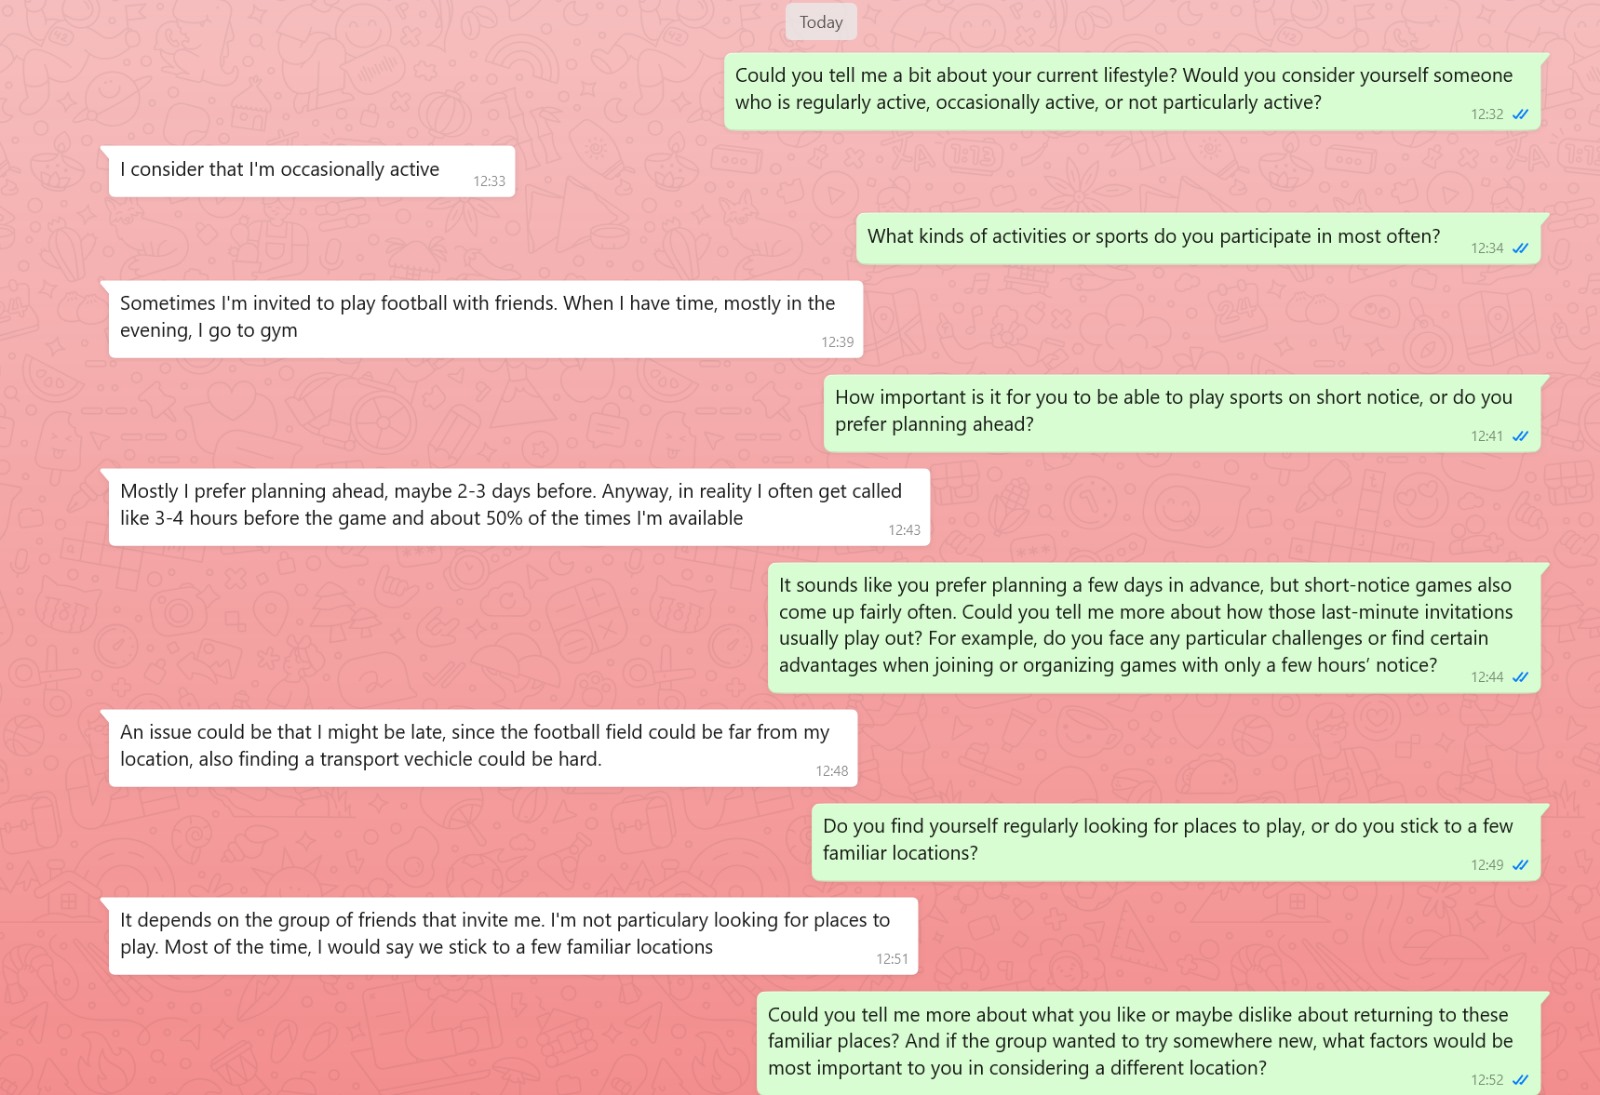 Today
Could you tell me a bit about your current lifestyle? Would you consider yourself someone
who is regularly active, occasionally active, or not particularly active?
12:32
I consider that I'm occasionally active
12:33
What kinds of activities or sports do you participate in most often?
12:34
Sometimes I'm invited to play football with friends. When I have time, mostly in the
evening, I go to gym
12:39
How important is it for you to be able to play sports on short notice, or do you
prefer planning ahead?
12:41
Mostly I prefer planning ahead, maybe 2-3 days before. Anyway, in reality I often get called
like 3-4 hours before the game and about 50% of the times I'm available
12:43
It sounds like you prefer planning a few days in advance, but short-notice games also
come up fairly often. Could you tell me more about how those last-minute invitations
usually play out? For example, do you face any particular challenges or find certain
advantages when joining or organizing games with only a few hours’ notice?
12:44
An issue could be that I might be late, since the football field could be far from my
location, also finding a transport vechicle could be hard.
12:48
Do you find yourself regularly looking for places to play, or do you stick to a few
familiar locations?
12:49
It depends on the group of friends that invite me. I'm not particulary looking for places to
play. Most of the time, I would say we stick to a few familiar locations
12:51
Could you tell me more about what you like or maybe dislike about returning to these
familiar places? And if the group wanted to try somewhere new, what factors would be
most important to you in considering a different location?
12:52